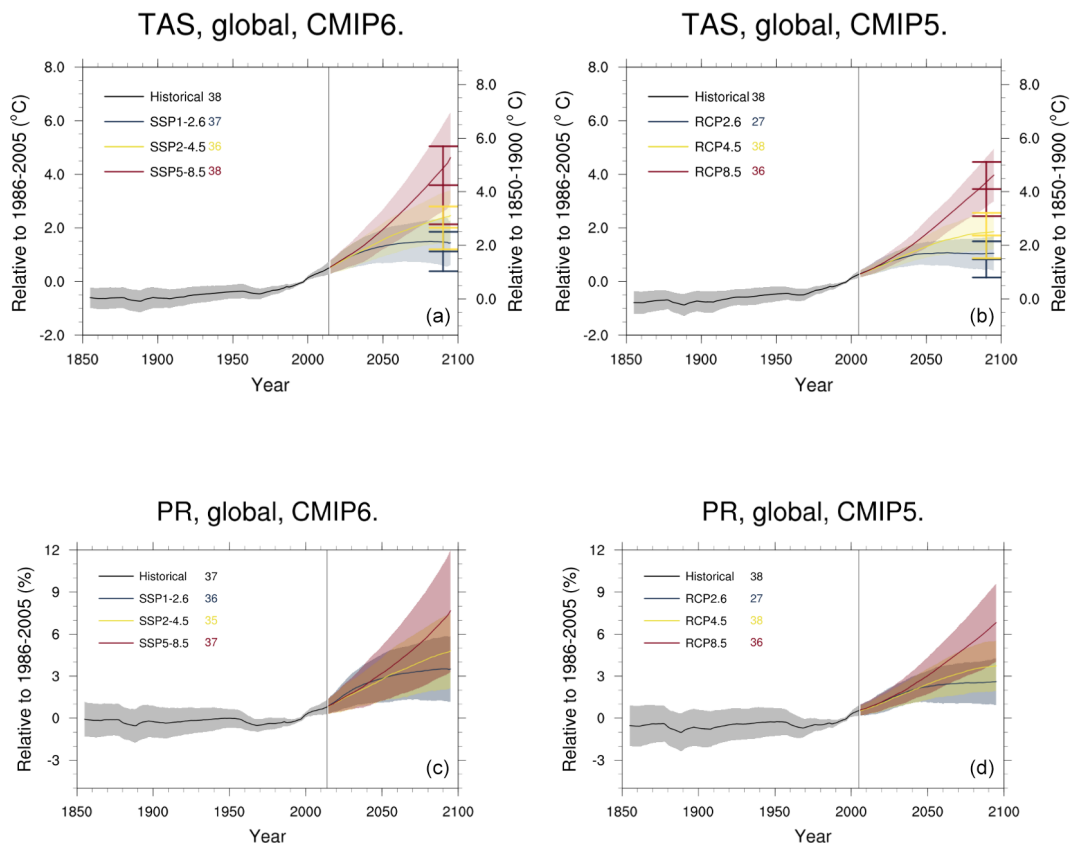 TAS, global, CMIP6.
Relative to 1986-2005 (°C)
8.0
6.0
4.0
2.0
0.0
-2.0
Historical 38
SSP1-2.6 37
SSP2-4.5 36
SSP5-8.5 38
(a)
8.0
6.0
4.0
2.0
0.0
Relative to 1850-1900 (°C)
1850 1900 1950 2000 2050 2100
Year
TAS, global, CMIP5.
Relative to 1986-2005 (°C)
8.0
6.0
4.0
2.0
0.0
-2.0
Historical 38
RCP2.6 27
RCP4.5 38
RCP8.5 36
(b)
8.0
6.0
4.0
2.0
0.0
Relative to 1850-1900 (°C)
1850 1900 1950 2000 2050 2100
Year
PR, global, CMIP6.
Relative to 1986-2005 (%)
12
9
6
3
0
-3
Historical 37
SSP1-2.6 36
SSP2-4.5 35
SSP5-8.5 37
(c)
1850 1900 1950 2000 2050 2100
Year
PR, global, CMIP5.
Relative to 1986-2005 (%)
12
9
6
3
0
-3
Historical 38
RCP2.6 27
RCP4.5 38
RCP8.5 36
(d)
1850 1900 1950 2000 2050 2100
Year